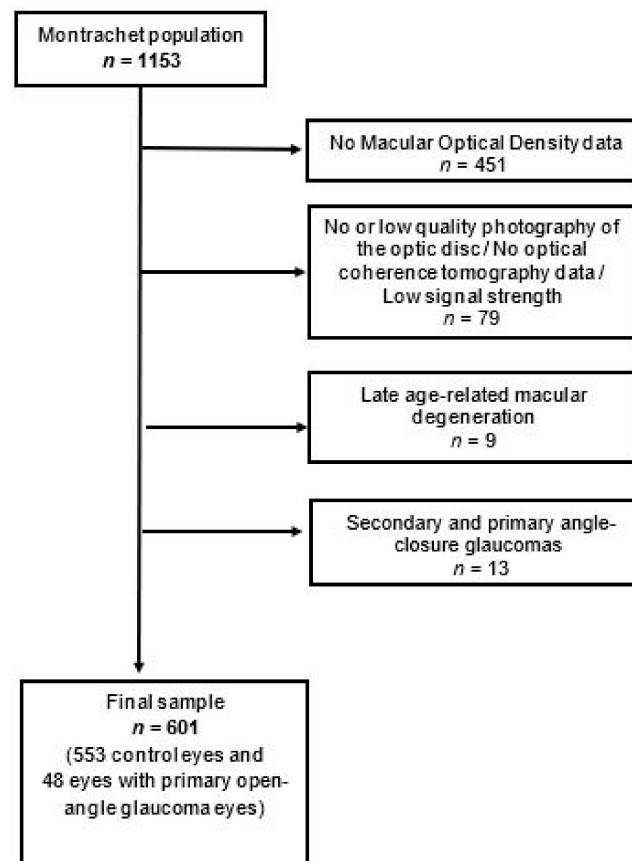 Montrachet population
n = 1153
No Macular Optical Density data
n = 451
No or low quality photography of
the optic disc / No optical
coherence tomography data /
Low signal strength
n = 79
Late age-related macular
degeneration
n = 9
Secondary and primary angle-
closure glaucomas
n = 13
Final sample
n = 601
(553 control eyes and
48 eyes with primary open-
angle glaucoma eyes)